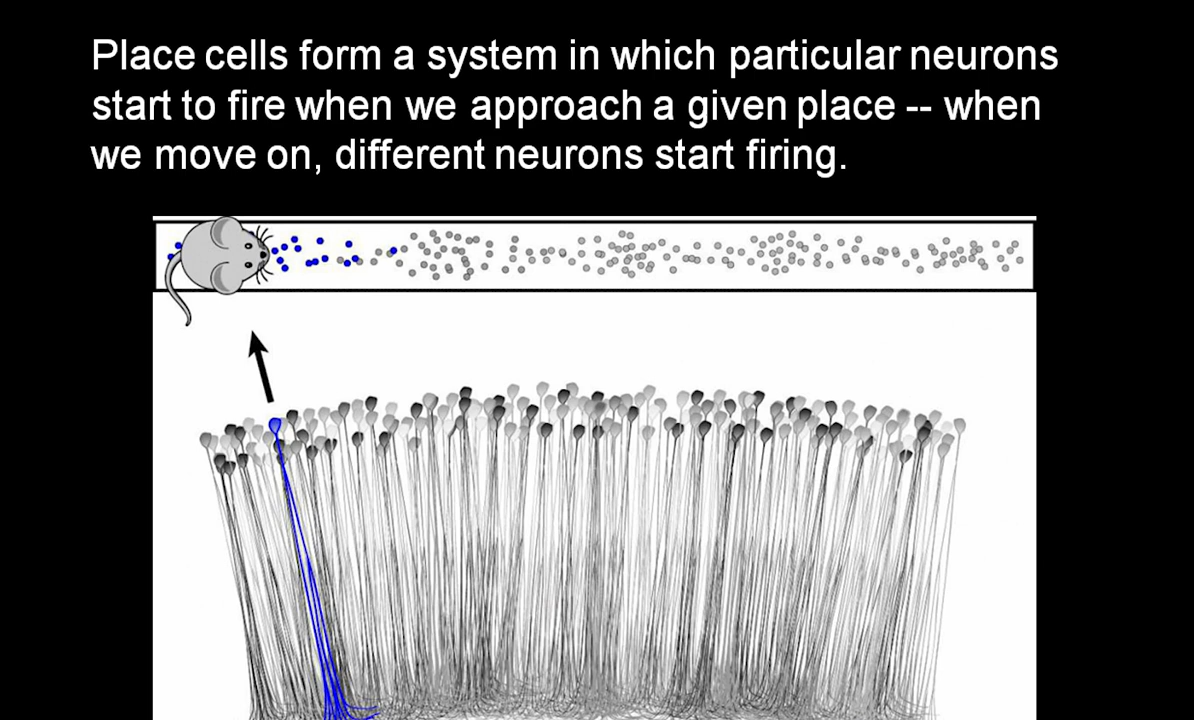 Place cells form a system in which particular neurons
start to fire when we approach a given place -- when
we move on, different neurons start firing.